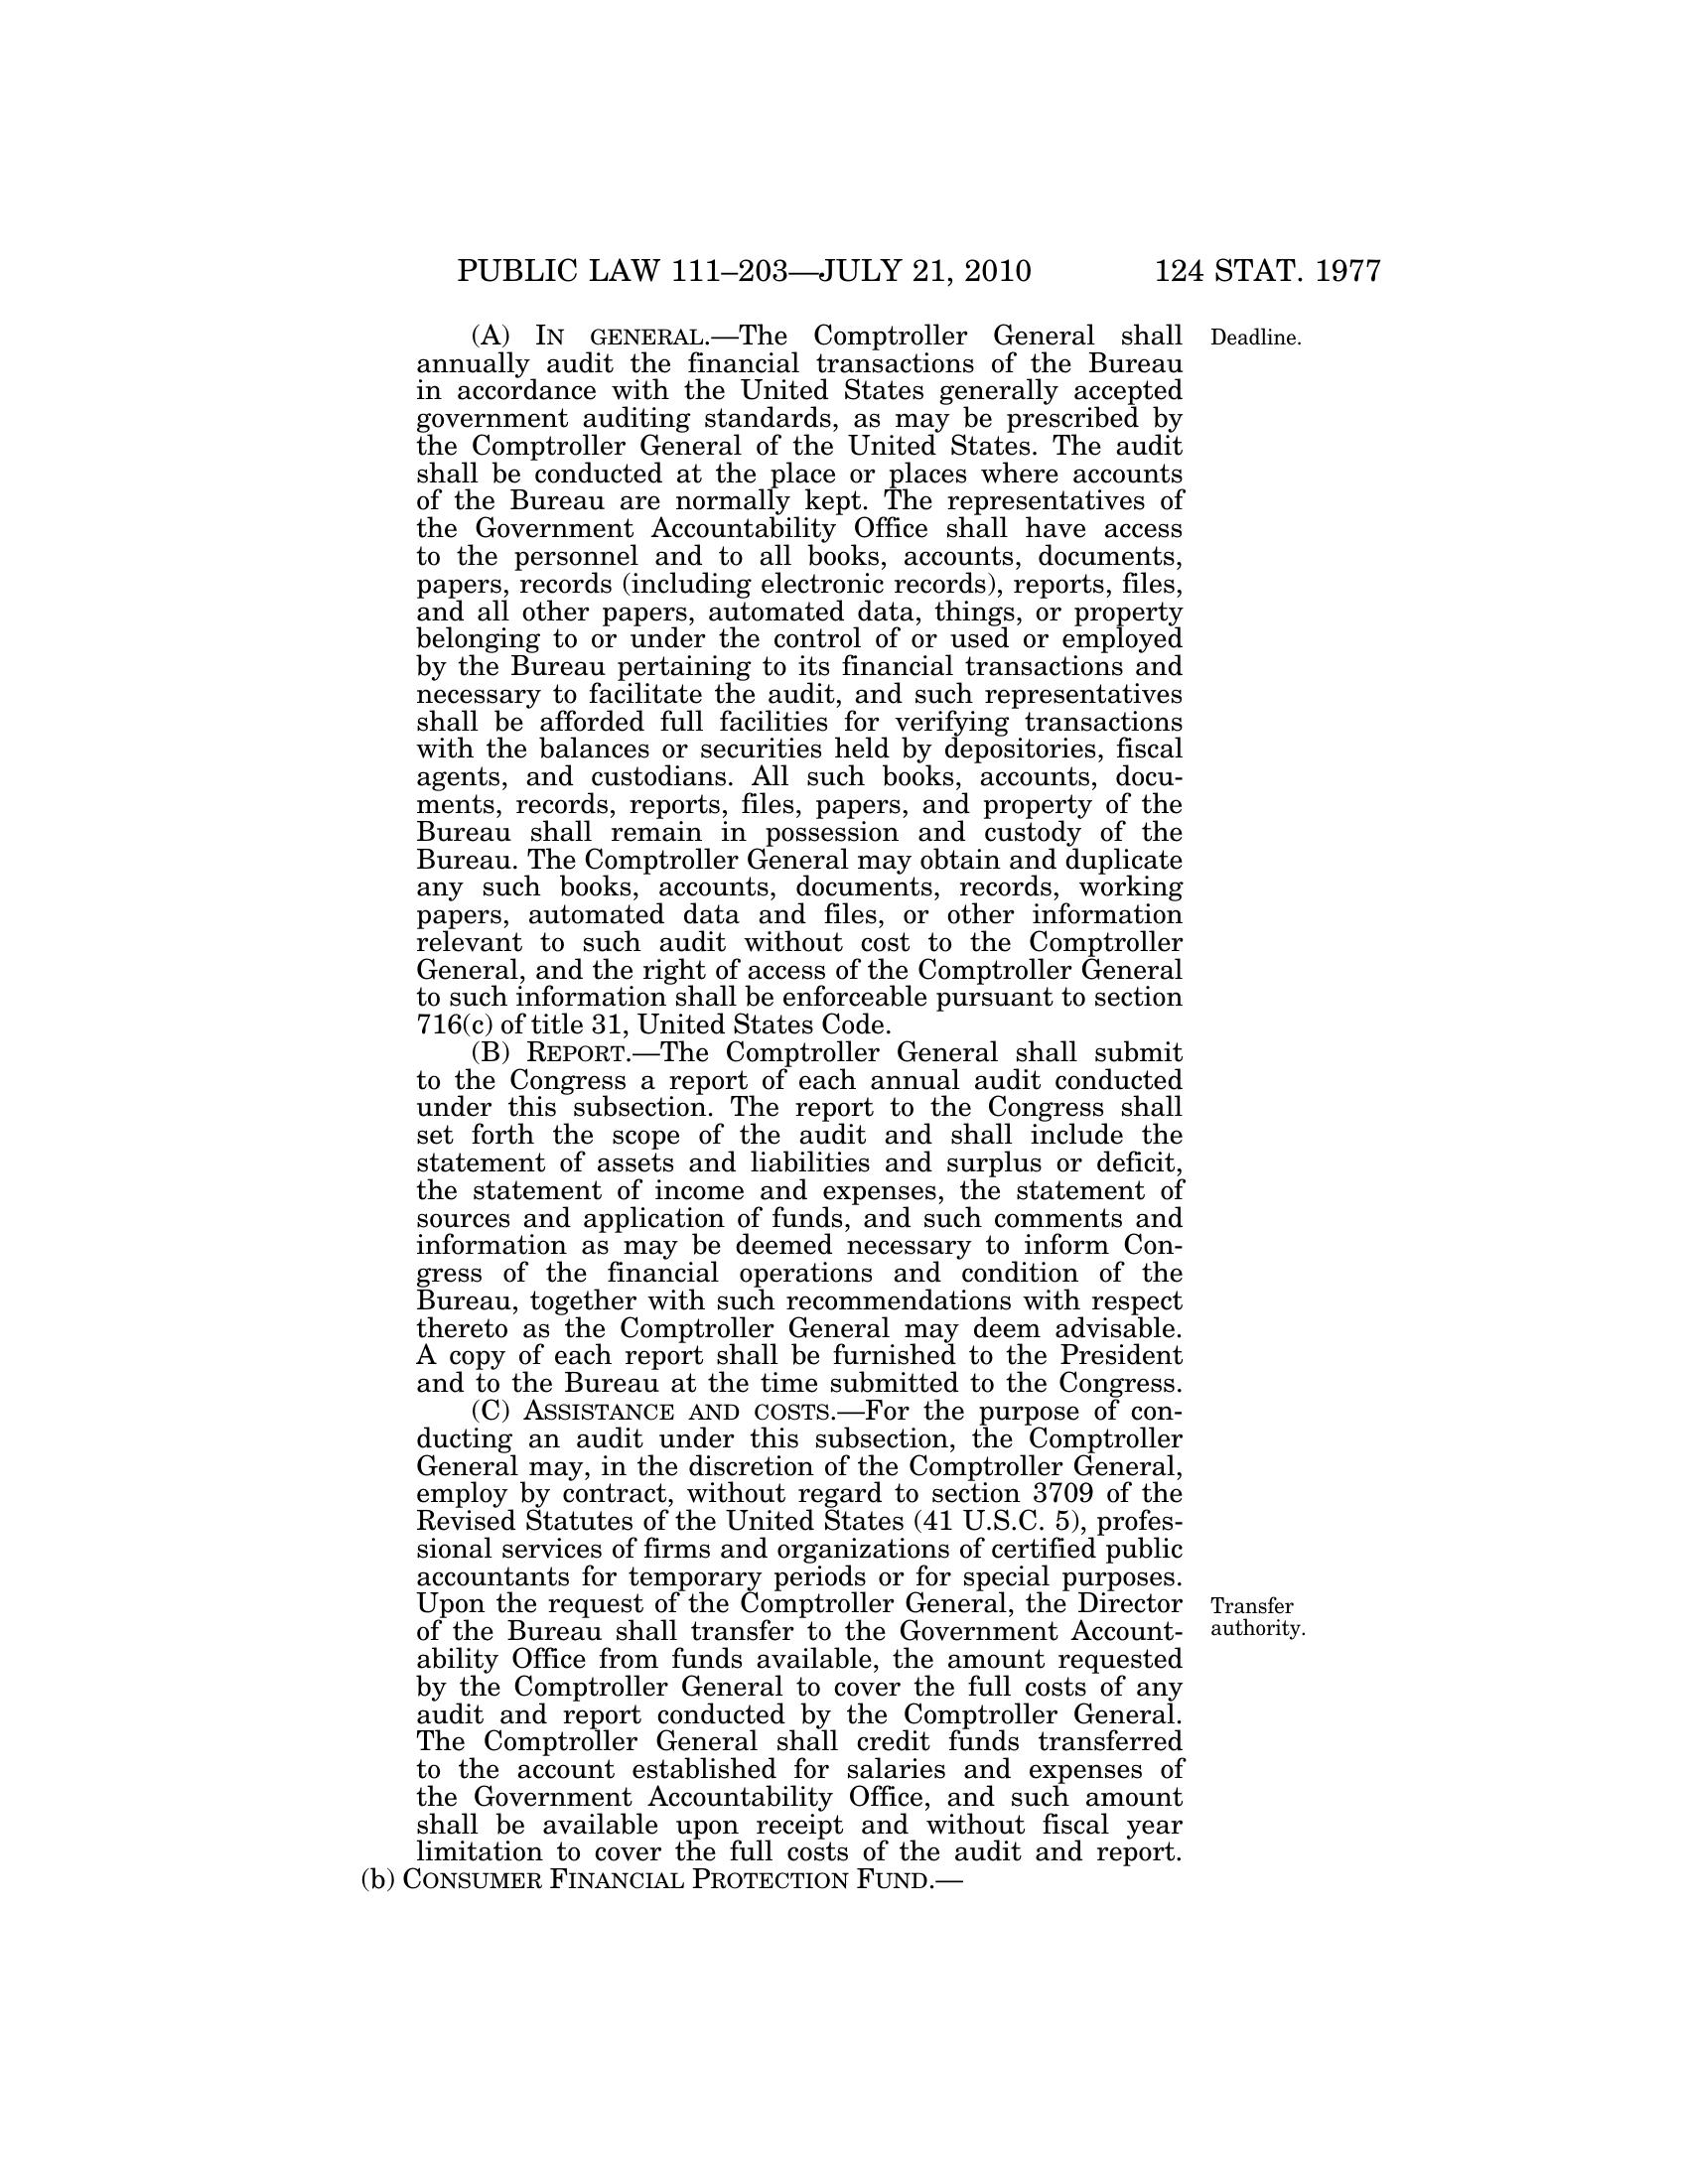 PUBLIC LAW 111–203—JULY 21, 2010 124 STAT. 1977
(A) IN GENERAL.—The Comptroller General shall
Deadline.
annually audit the financial transactions of the Bureau
in accordance with the United States generally accepted
government auditing standards, as may be prescribed by
the Comptroller General of the United States. The audit
shall be conducted at the place or places where accounts
of the Bureau are normally kept. The representatives of
the Government Accountability Office shall have access
to the personnel and to all books, accounts, documents,
papers, records (including electronic records), reports, files,
and all other papers, automated data, things, or property
belonging to or under the control of or used or employed
by the Bureau pertaining to its financial transactions and
necessary to facilitate the audit, and such representatives
shall be afforded full facilities for verifying transactions
with the balances or securities held by depositories, fiscal
agents, and custodians. All such books, accounts, docu-
ments, records, reports, files, papers, and property of the
Bureau shall remain in possession and custody of the
Bureau. The Comptroller General may obtain and duplicate
any such books, accounts, documents, records, working
papers, automated data and files, or other information
relevant to such audit without cost to the Comptroller
General, and the right of access of the Comptroller General
to such information shall be enforceable pursuant to section
716(c) of title 31, United States Code.
(B) REPORT.—The Comptroller General shall submit
to the Congress a report of each annual audit conducted
under this subsection. The report to the Congress shall
set forth the scope of the audit and shall include the
statement of assets and liabilities and surplus or deficit,
the statement of income and expenses, the statement of
sources and application of funds, and such comments and
information as may be deemed necessary to inform Con-
gress of the financial operations and condition of the
Bureau, together with such recommendations with respect
thereto as the Comptroller General may deem advisable.
A copy of each report shall be furnished to the President
and to the Bureau at the time submitted to the Congress.
(C) ASSISTANCE AND COSTS.—For the purpose of con-
ducting an audit under this subsection, the Comptroller
General may, in the discretion of the Comptroller General,
employ by contract, without regard to section 3709 of the
Revised Statutes of the United States (41 U.S.C. 5), profes-
sional services of firms and organizations of certified public
accountants for temporary periods or for special purposes.
Upon the request of the Comptroller General, the Director
of the Bureau shall transfer to the Government Account-
Transfer
authority.
ability Office from funds available, the amount requested
by the Comptroller General to cover the full costs of any
audit and report conducted by the Comptroller General.
The Comptroller General shall credit funds transferred
to the account established for salaries and expenses of
the Government Accountability Office, and such amount
shall be available upon receipt and without fiscal year
limitation to cover the full costs of the audit and report.
(b) CONSUMER FINANCIAL PROTECTION FUND.—